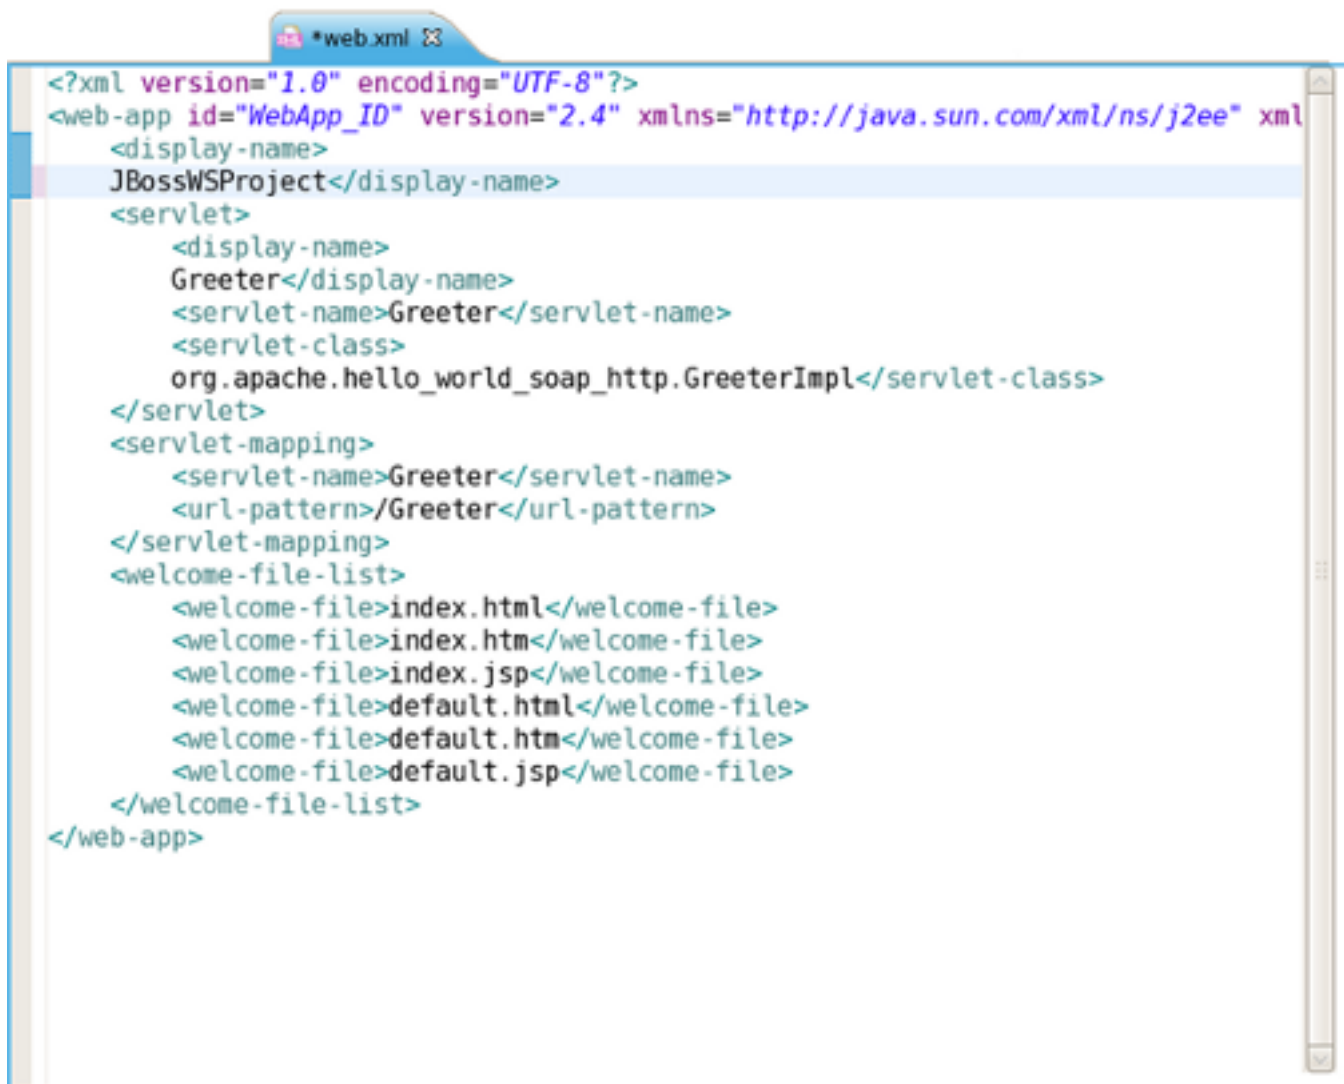 *web.xml
<?xml version="1.0" encoding="UTF-8"?>
<web-app id="WebApp_ID" version="2.4" xmlns="http://java.sun.com/xml/ns/j2ee" xml
    <display-name>
    JBossWSProject</display-name>
    <servlet>
        <display-name>
        Greeter</display-name>
        <servlet-name>Greeter</servlet-name>
        <servlet-class>
        org.apache.hello_world_soap_http.GreeterImpl</servlet-class>
    </servlet>
    <servlet-mapping>
        <servlet-name>Greeter</servlet-name>
        <url-pattern>/Greeter</url-pattern>
    </servlet-mapping>
    <welcome-file-list>
        <welcome-file>index.html</welcome-file>
        <welcome-file>index.htm</welcome-file>
        <welcome-file>index.jsp</welcome-file>
        <welcome-file>default.html</welcome-file>
        <welcome-file>default.htm</welcome-file>
        <welcome-file>default.jsp</welcome-file>
    </welcome-file-list>
</web-app>